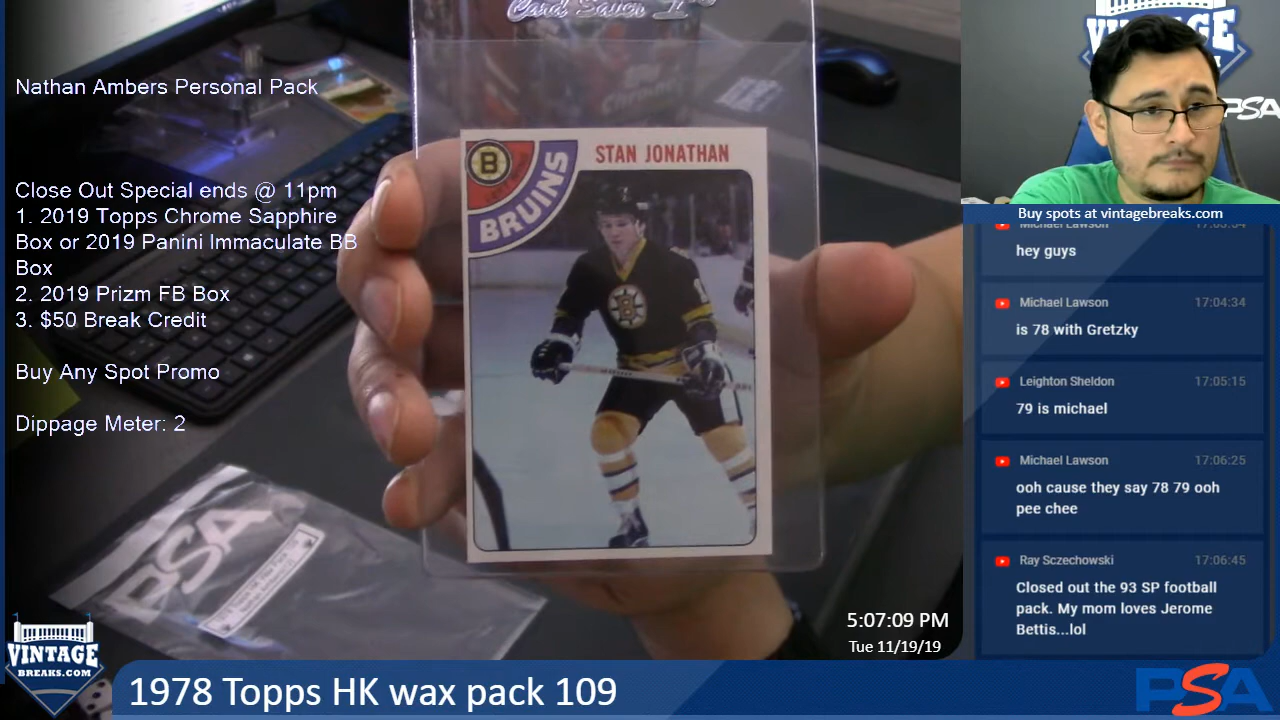 Card Saver I
Nathan Ambers Personal Pack
Close Out Special ends @ 11pm
1. 2019 Topps Chrome Sapphire
Box or 2019 Panini Immaculate BB
Box
2. 2019 Prizm FB Box
3. $50 Break Credit
Buy Any Spot Promo
Dippage Meter: 2
B
BRUINS
STAN JONATHAN
B
PSA
VINTAGE
PSA
Buy spots at vintagebreaks.com
Michael Lawson
hey guys
Michael Lawson 17:04:34
is 78 with Gretzky
Leighton Sheldon 17:05:15
79 is michael
Michael Lawson 17:06:25
ooh cause they say 78 79 ooh
pee chee
Ray Sczechowski 17:06:45
Closed out the 93 SP football
pack. My mom loves Jerome
Bettis...lol
5:07:09 PM
Tue 11/19/19
VINTAGE
BREAKS.COM
1978 Topps HK wax pack 109
PSA